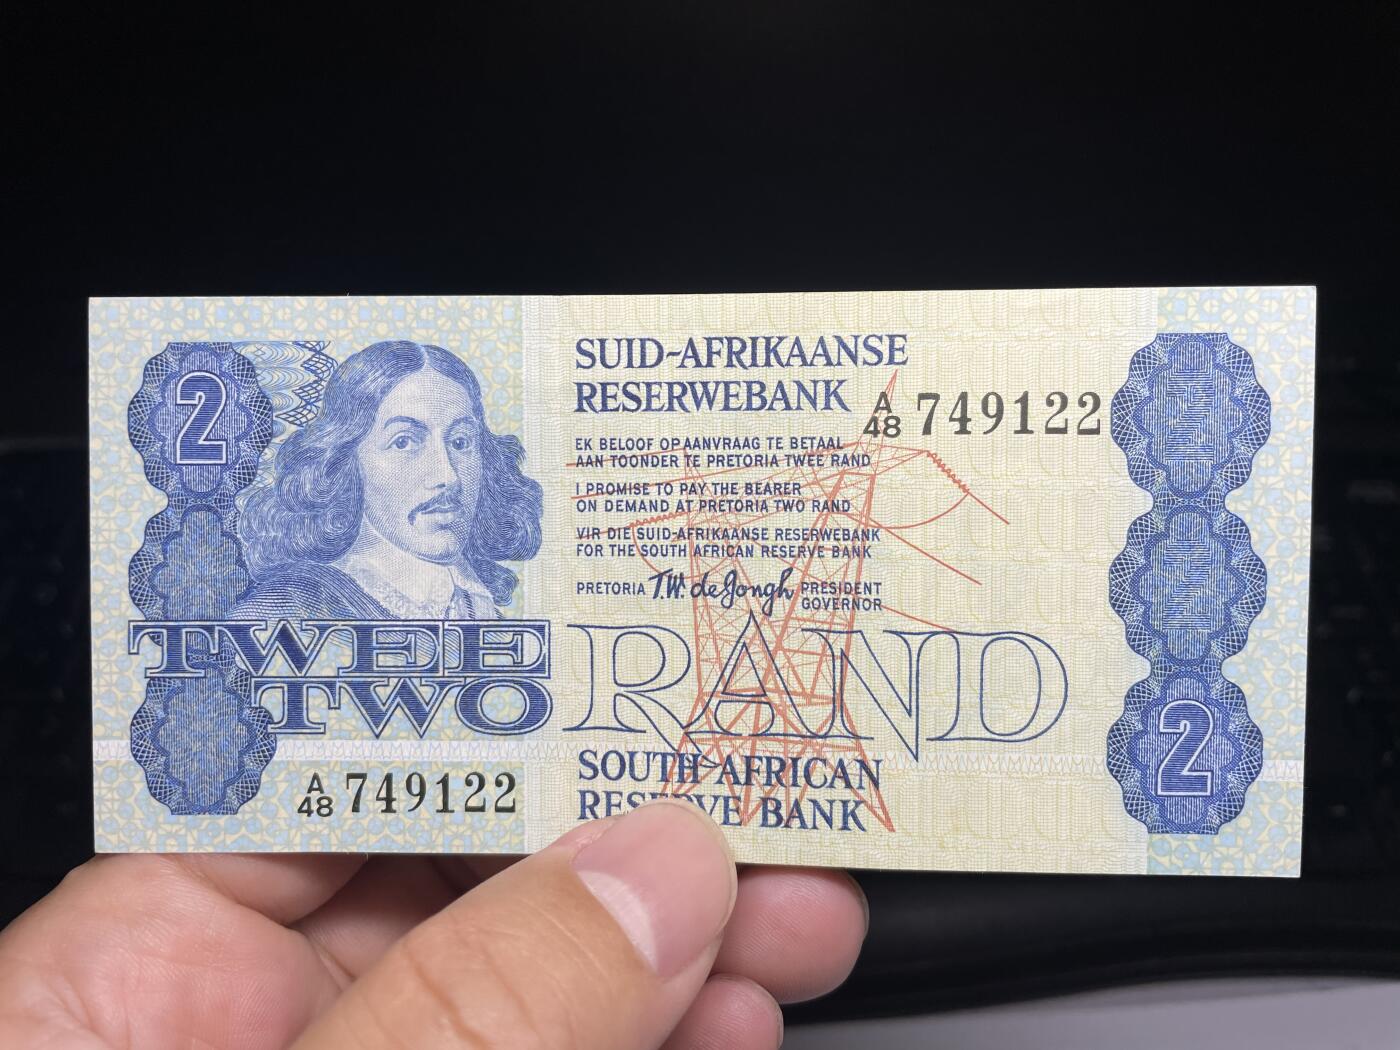 2
SUID-AFRIKAANSE
RESERWEBANK
A/48 749122
EK BELOOF OP AANVRAAG TE BETAAL
AAN TOONDER TE PRETORIA TWEE RAND
I PROMISE TO PAY THE BEARER
ON DEMAND AT PRETORIA TWO RAND
VIR DIE SUID-AFRIKAANSE RESERWEBANK
FOR THE SOUTH AFRICAN RESERVE BANK
PRETORIA T.W. de Jongh PRESIDENT
GOVERNOR
TWEE
TWO
RAND
SOUTH AFRICAN
RESERVE BANK
A/48 749122
2